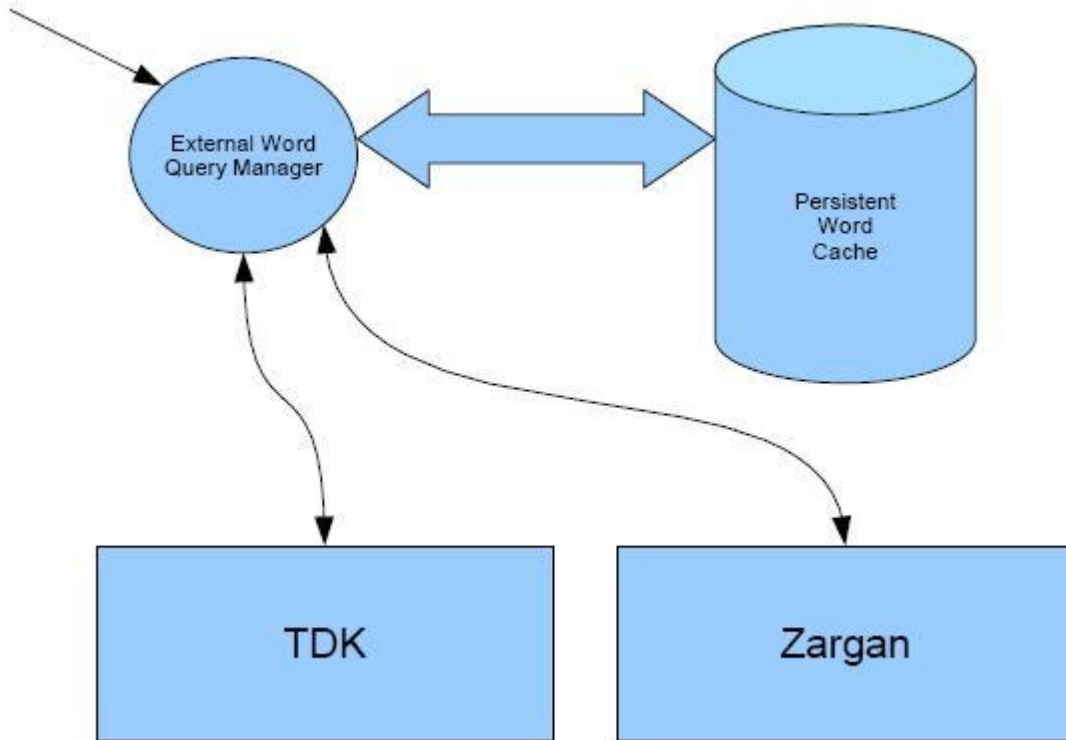 External Word
Query Manager
Persistent
Word
Cache
TDK
Zargan